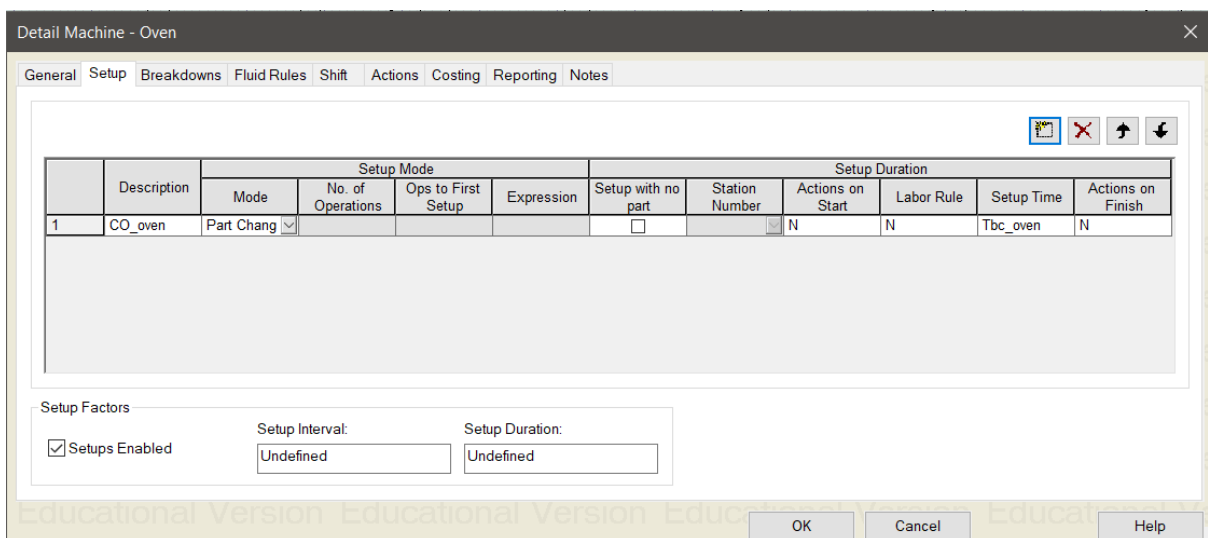 Detail Machine - Oven
General Setup Breakdowns Fluid Rules Shift Actions Costing Reporting Notes
Setup Mode Setup Duration
Description Mode No. of Operations Ops to First Setup Expression Setup with no part Station Number Actions on Start Labor Rule Setup Time Actions on Finish
1 CO_oven Part Chang N N Tbc_oven N
Setup Factors
Setups Enabled Setup Interval: Setup Duration:
Undefined Undefined
Educational Version Educational Version
OK Cancel Help